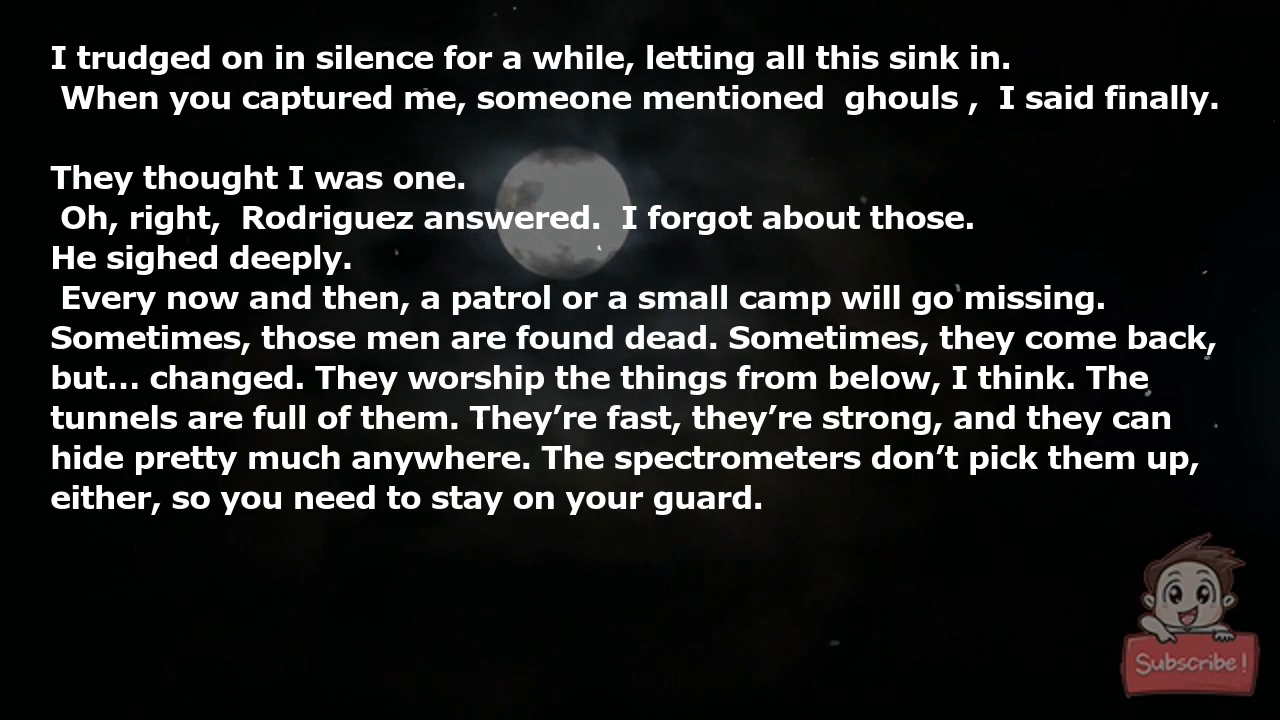 I trudged on in silence for a while, letting all this sink in.
When you captured me, someone mentioned  ghouls ,  I said finally.
They thought I was one.
Oh, right,  Rodriguez answered.  I forgot about those.
He sighed deeply.
Every now and then, a patrol or a small camp will go missing.
Sometimes, those men are found dead. Sometimes, they come back,
but… changed. They worship the things from below, I think. The
tunnels are full of them. They’re fast, they’re strong, and they can
hide pretty much anywhere. The spectrometers don’t pick them up,
either, so you need to stay on your guard.
Subscribe!